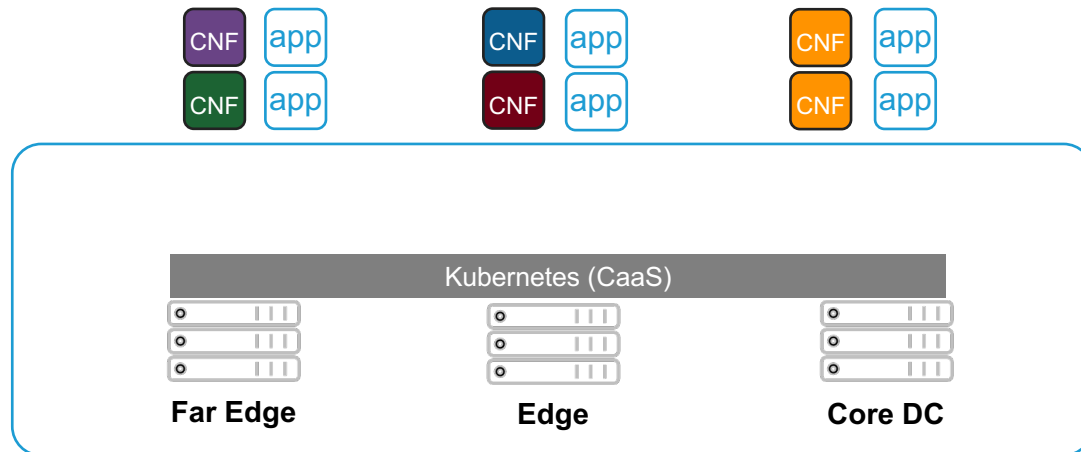 CNF app CNF app CNF app
CNF app CNF app CNF app
Kubernetes (CaaS)
Far Edge Edge Core DC